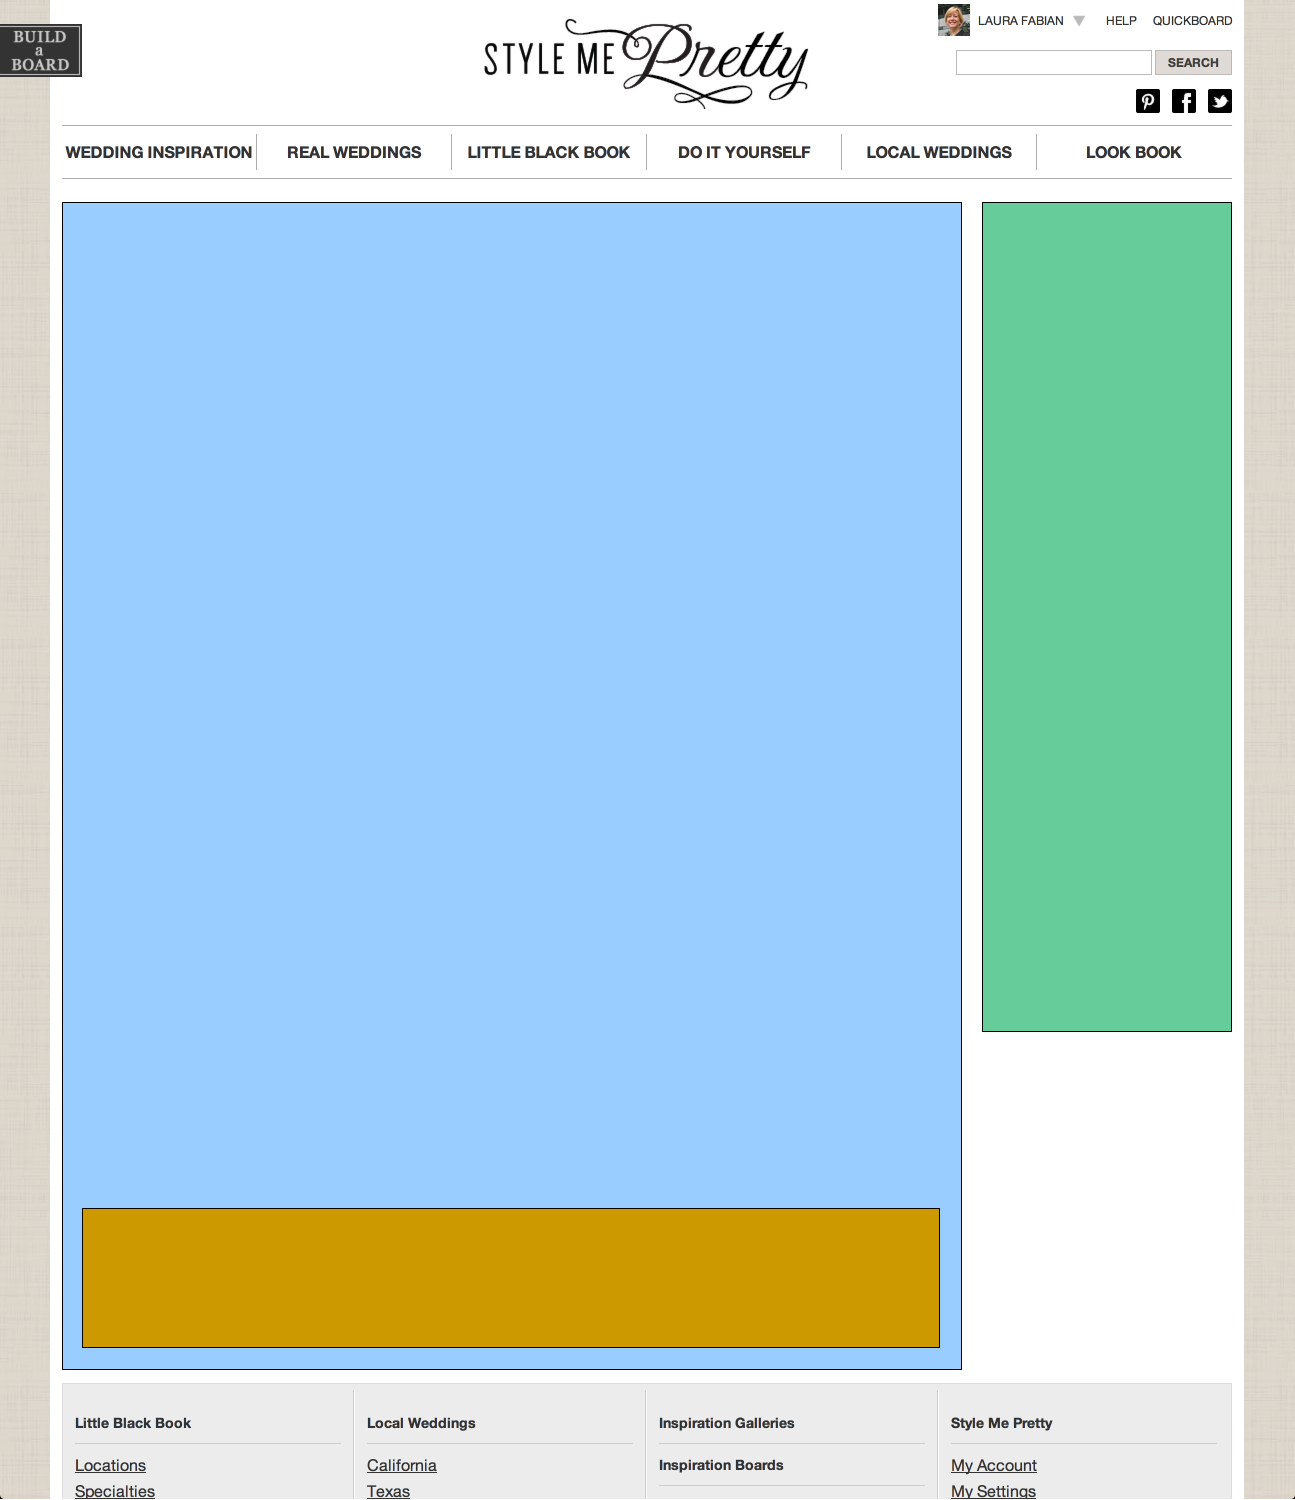 BUILD
a
BOARD
STYLE ME Pretty
LAURA FABIAN HELP QUICKBOARD
SEARCH
WEDDING INSPIRATION REAL WEDDINGS LITTLE BLACK BOOK DO IT YOURSELF LOCAL WEDDINGS LOOK BOOK
Little Black Book Local Weddings Inspiration Galleries Style Me Pretty
Locations California Inspiration Boards My Account
Specialties Texas My Settings